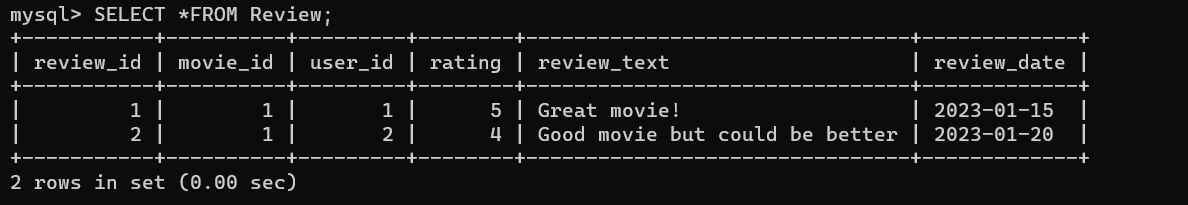 mysql> SELECT *FROM Review;
+-----------+----------+---------+--------+--------------------------------+-------------+
| review_id | movie_id | user_id | rating | review_text                    | review_date |
+-----------+----------+---------+--------+--------------------------------+-------------+
|         1 |        1 |       1 |      5 | Great movie!                   | 2023-01-15  |
|         2 |        1 |       2 |      4 | Good movie but could be better | 2023-01-20  |
+-----------+----------+---------+--------+--------------------------------+-------------+
2 rows in set (0.00 sec)